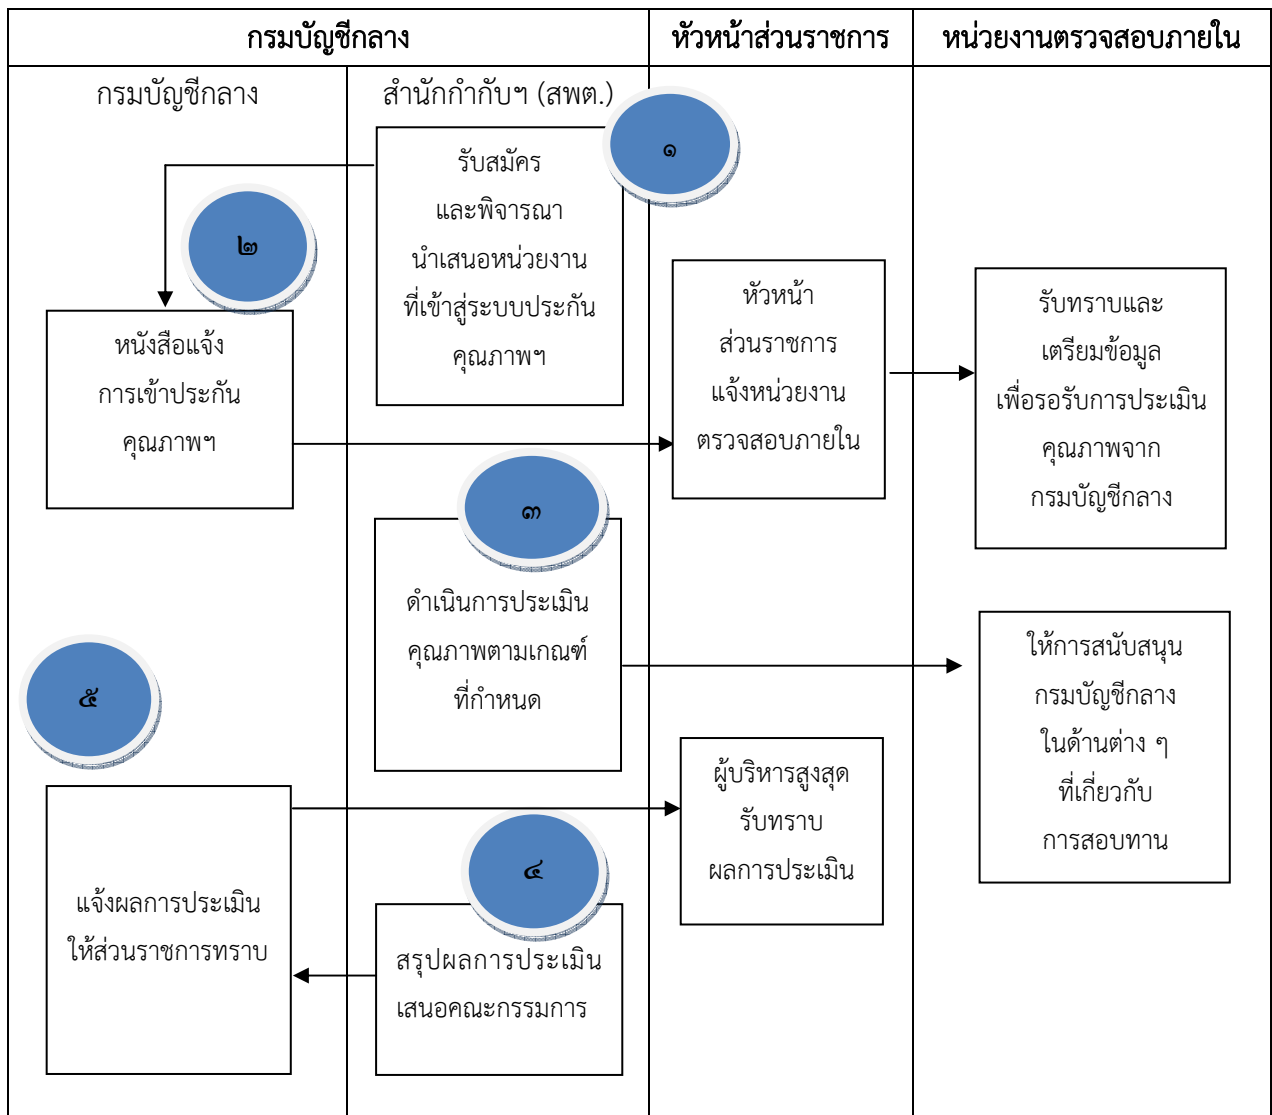 กรมบัญชีกลาง
หัวหน้าส่วนราชการ
หน่วยงานตรวจสอบภายใน
กรมบัญชีกลาง
สำนักกำกับฯ (สพต.)
๑
รับสมัคร
และพิจารณา
นำเสนอหน่วยงาน
ที่เข้าสู่ระบบประกัน
คุณภาพฯ
๒
หนังสือแจ้ง
การเข้าประกัน
คุณภาพฯ
หัวหน้า
ส่วนราชการ
แจ้งหน่วยงาน
ตรวจสอบภายใน
รับทราบและ
เตรียมข้อมูล
เพื่อรอรับการประเมิน
คุณภาพจาก
กรมบัญชีกลาง
๓
ดำเนินการประเมิน
คุณภาพตามเกณฑ์
ที่กำหนด
ให้การสนับสนุน
กรมบัญชีกลาง
ในด้านต่าง ๆ
ที่เกี่ยวกับ
การสอบทาน
๔
สรุปผลการประเมิน
เสนอคณะกรรมการ
๕
แจ้งผลการประเมิน
ให้ส่วนราชการทราบ
ผู้บริหารสูงสุด
รับทราบ
ผลการประเมิน